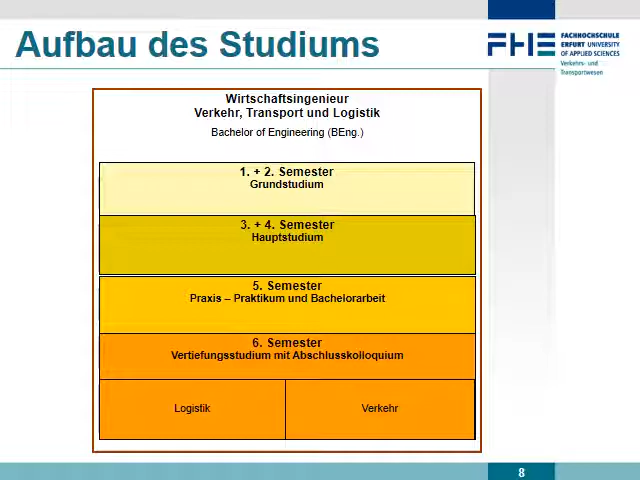 Aufbau des Studiums
FHE
FACHHOCHSCHULE
ERFURT UNIVERSITY
OF APPLIED SCIENCES
Verkehrs- und
Transportwesen
Wirtschaftsingenieur
Verkehr, Transport und Logistik
Bachelor of Engineering (BEng.)
1. + 2. Semester
Grundstudium
3. + 4. Semester
Hauptstudium
5. Semester
Praxis – Praktikum und Bachelorarbeit
6. Semester
Vertiefungsstudium mit Abschlusskolloquium
Logistik
Verkehr
8